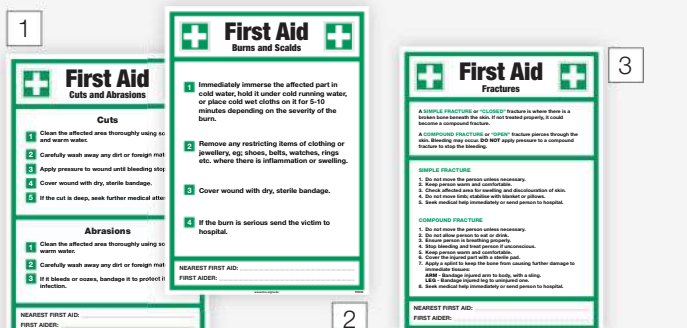 1
First Aid
Cuts and Abrasions
Cuts
1 Clean the affected area thoroughly using
and warm water.
2 Carefully wash away any dirt or foreign
3 Apply pressure to wound until bleeding
4 Cover wound with dry, sterile bandage.
5 If the cut is deep, seek further medical
Abrasions
1 Clean the affected area thoroughly using
warm water.
2 Carefully wash away any dirt or foreign
3 If it bleeds or oozes, bandage it to protect
infection.
NEAREST FIRST AID:
FIRST AIDER:
First Aid
Burns and Scalds
1 Immediately immerse the affected part in
cold water, hold it under cold running water,
or place cold wet cloths on it for 5-10
minutes depending on the severity of the
burn.
2 Remove any restricting items of clothing or
jewellery, eg; shoes, belts, watches, rings
etc. where there is inflammation or swelling.
3 Cover wound with dry, sterile bandage.
4 If the burn is serious send the victim to
hospital.
NEAREST FIRST AID:
FIRST AIDER:
2
3
First Aid
Fractures
A SIMPLE FRACTURE or "CLOSED" fracture is where there is a
broken bone beneath the skin. If not treated properly, it could
become a compound fracture.
A COMPOUND FRACTURE or "OPEN" fracture pierces through the
skin. Bleeding may occur. DO NOT apply pressure to a compound
fracture to stop the bleeding.
SIMPLE FRACTURE
1. Do not move the person unless necessary.
2. Keep person warm and comfortable.
3. Check affected area for swelling and discolouration of skin.
4. Do not move limb; stabilise with blanket or pillows.
5. Seek medical help immediately or send person to hospital.
COMPOUND FRACTURE
1. Do not move the person unless necessary.
2. Do not allow person to eat or drink.
3. Ensure person is breathing properly.
4. Stop bleeding and treat person if unconscious.
5. Keep person warm and comfortable.
6. Cover the injured part with a sterile pad.
7. Apply a splint to keep the bone from causing further damage to
immediate tissues:
ARM - Bandage injured arm to body, with a sling.
LEG - Bandage injured leg to uninjured one.
8. Seek medical help immediately or send person to hospital.
NEAREST FIRST AID:
FIRST AIDER: